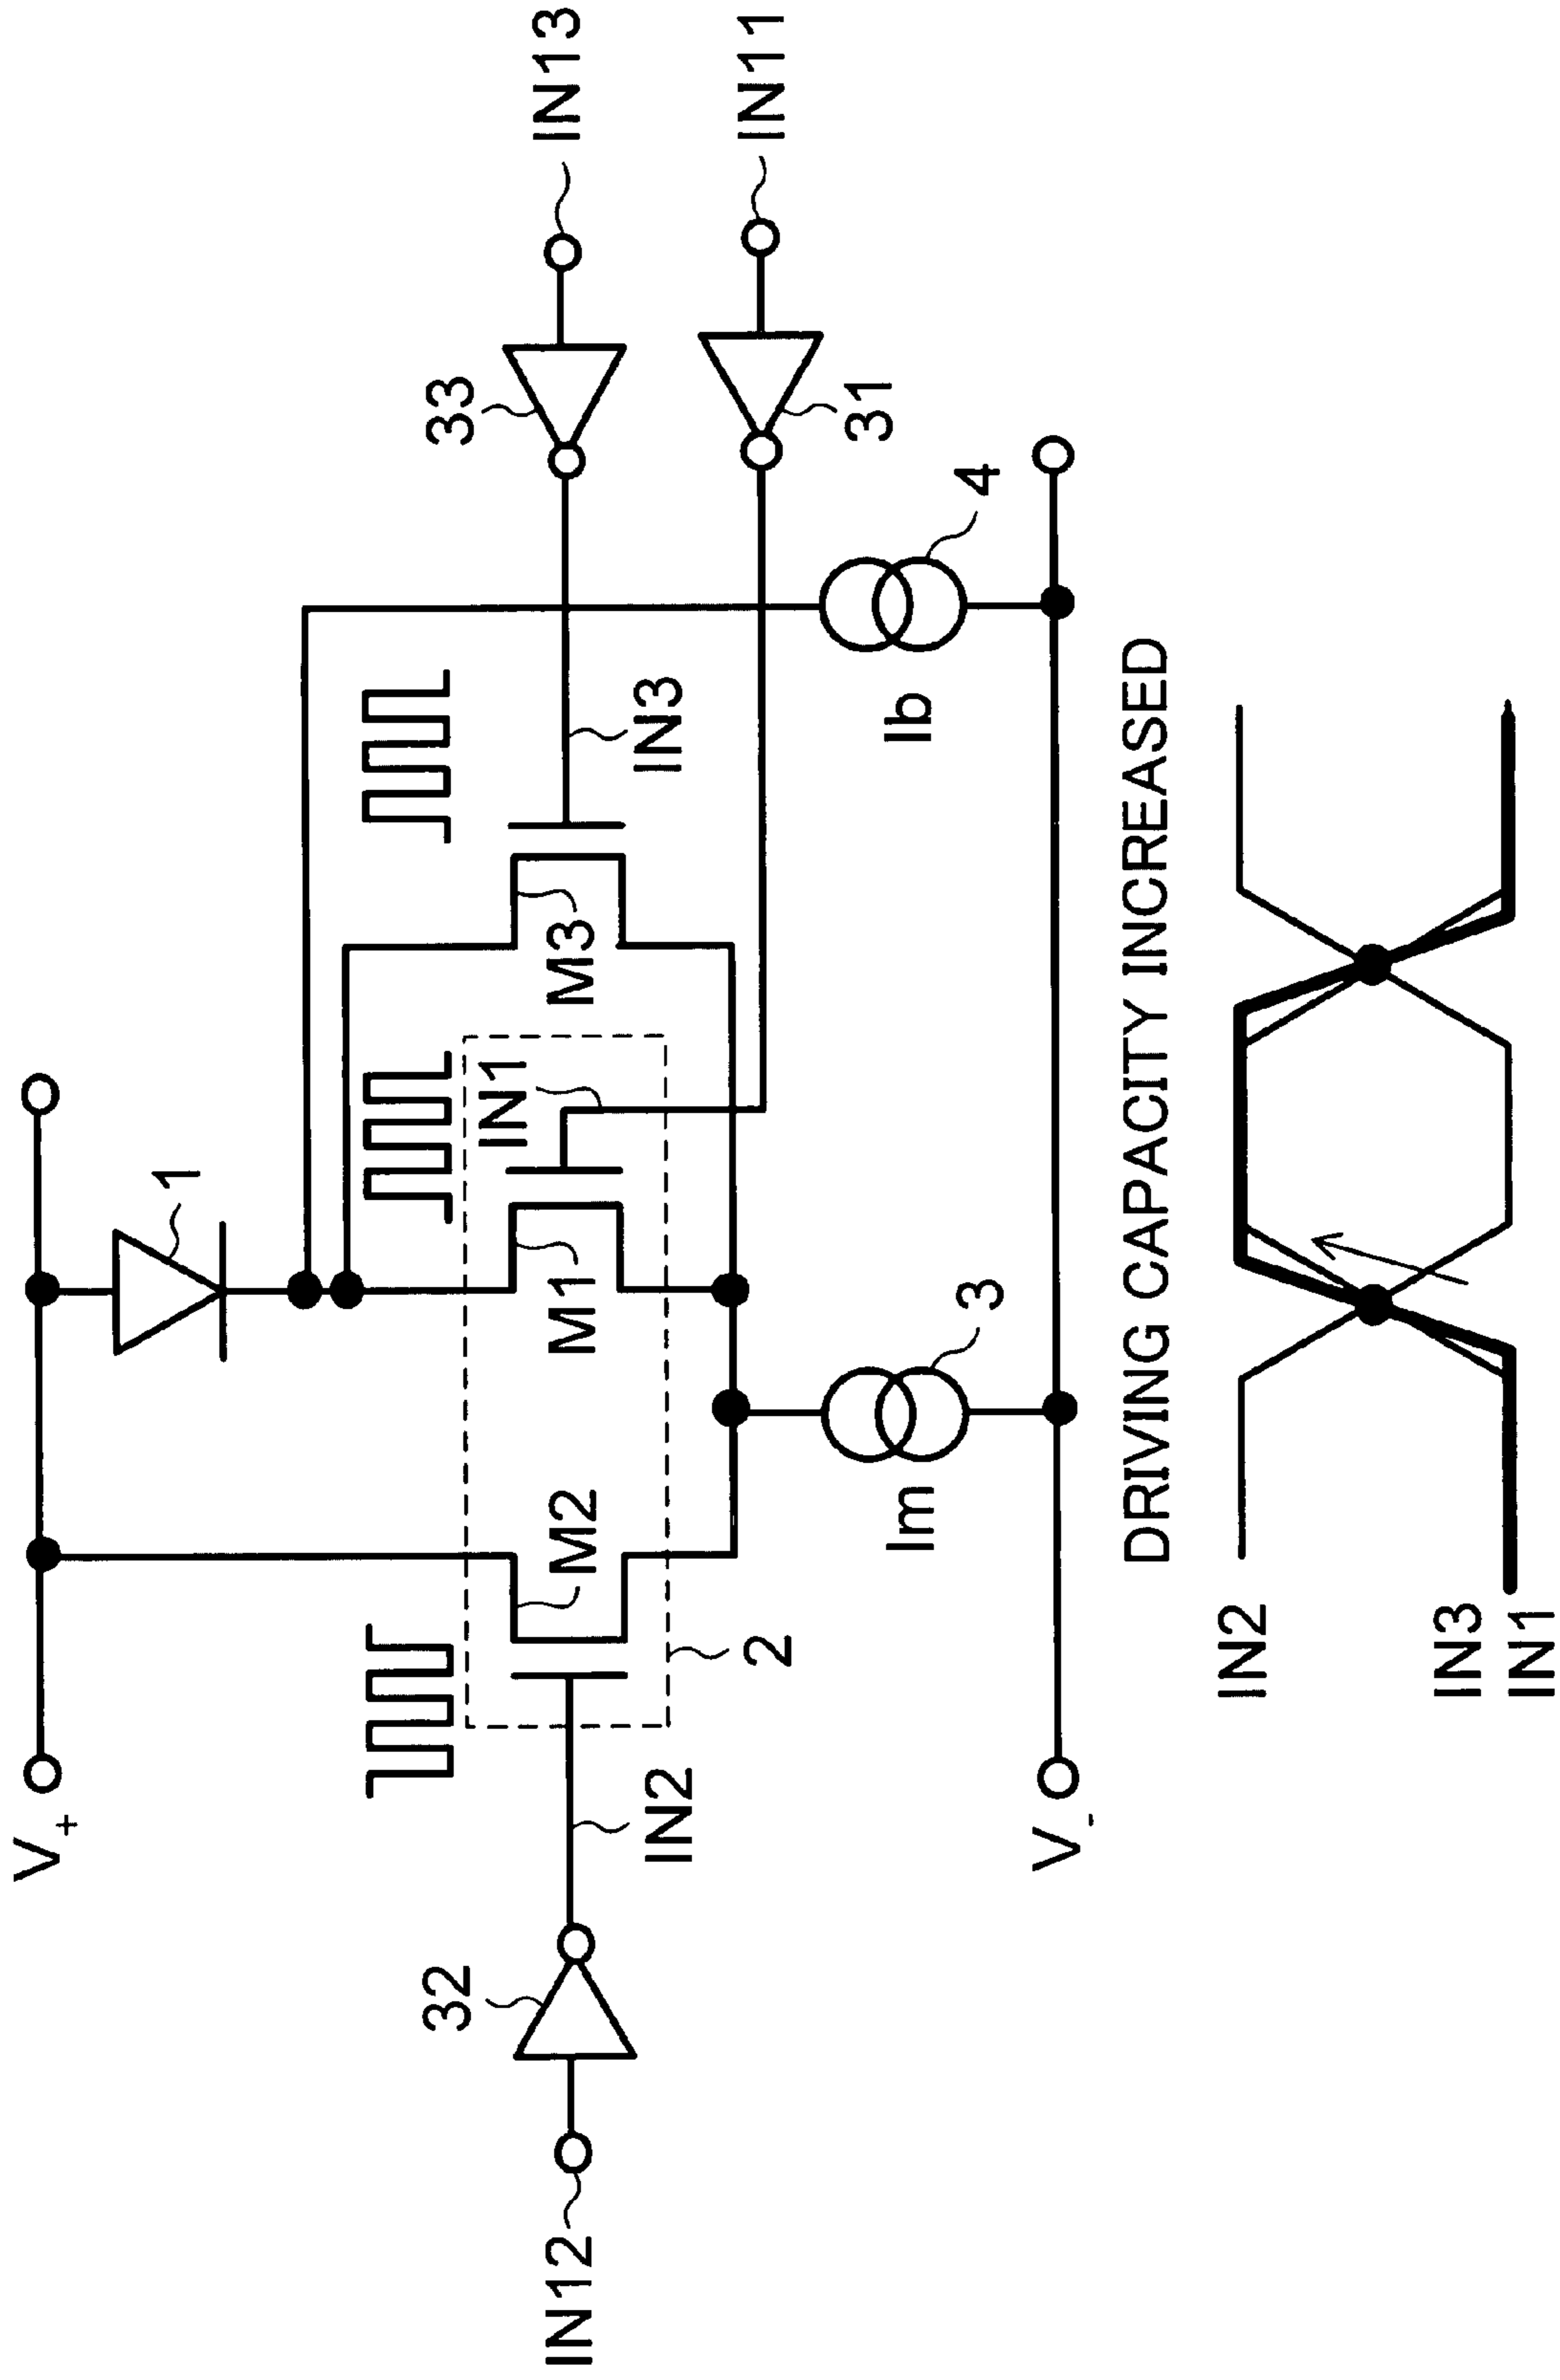 V+
1
IN12
32
IN2
M2
2
M1
IN1
M3
IN3
33
IN13
31
IN11
Im
3
Ib
4
V-
DRIVING CAPACITY INCREASED
IN2
IN3
IN1